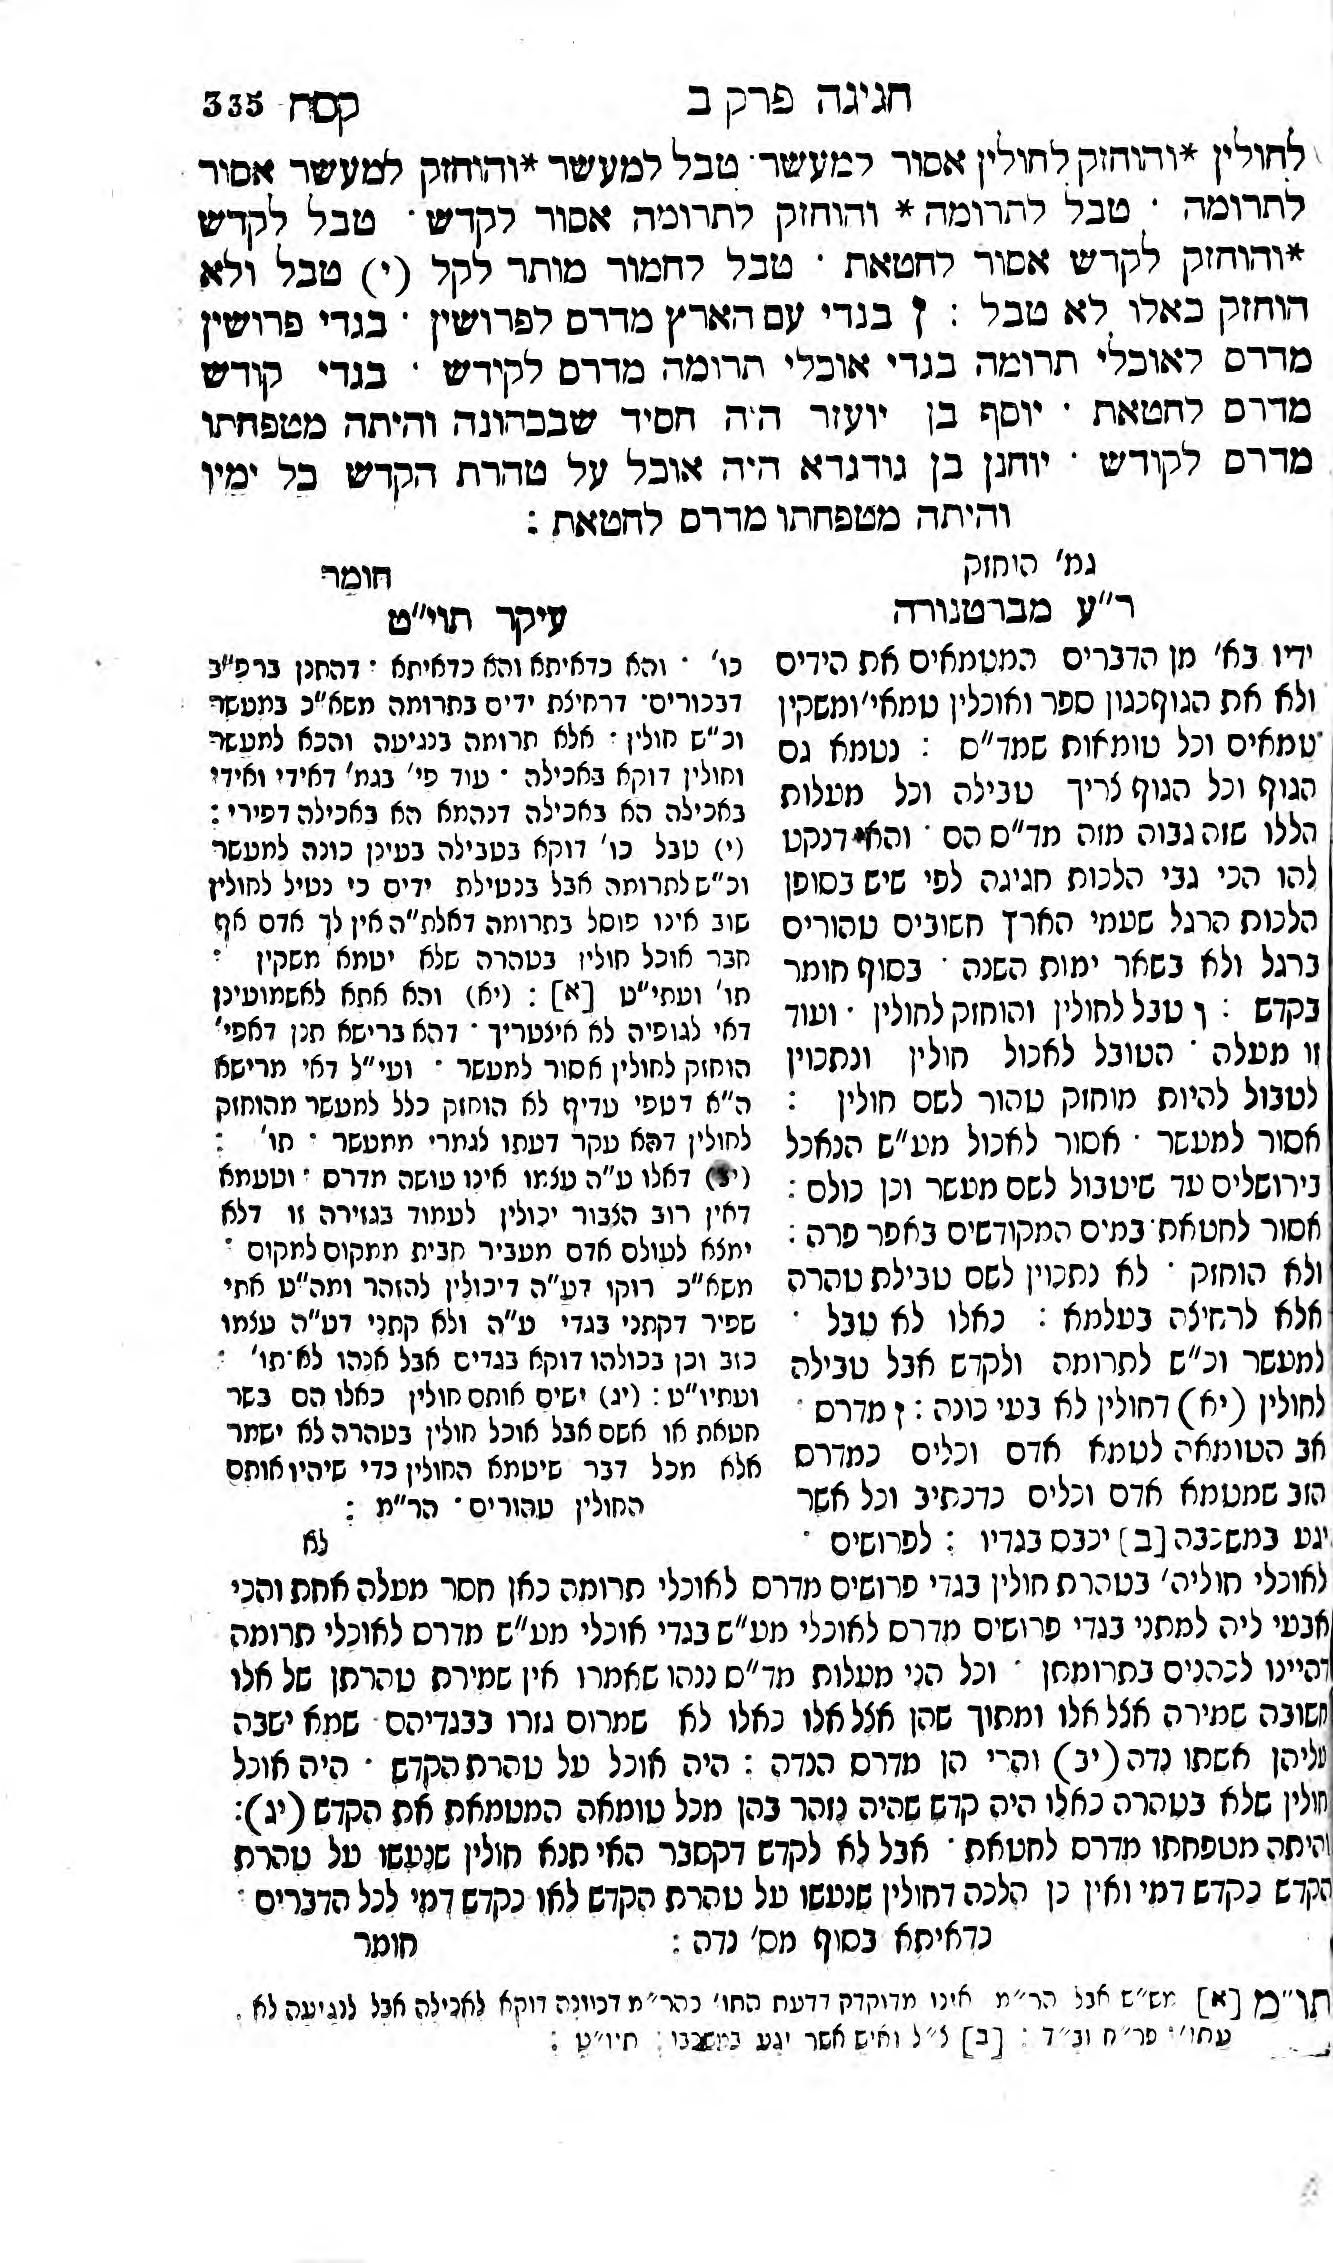 חגיגה פרק ב קסח 335
לחולין *והוחזק לחולין אסור למעשר · טבל למעשר *והוחזק למעשר אסור
לתרומה · טבל לתרומה * והוחזק לתרומה אסור לקדש · טבל לקדש
*והוחזק לקדש אסור לחטאת · טבל לחמור מותר לקל (י) טבל ולא
הוחזק כאלו לא טבל : ז בגדי עם הארץ מדרס לפרושין · בגדי פרושין
מדרס לאוכלי תרומה בגדי אוכלי תרומה מדרס לקודש · בגדי קודש
מדרס לחטאת · יוסף בן יועזר היה חסיד שבכהונה והיתה מטפחתו
מדרס לקודש · יוחנן בן גודגדא היה אוכל על טהרת הקדש כל ימיו
והיתה מטפחתו מדרס לחטאת :
גמ' הוחזק
חומר
ר"ע מברטנורה
ידיו בא' מן הדברים המטמאים את הידים
ולא את הגוף כגון ספר ואוכלין טמאי' ומשקין
טמאים וכל טומאות שמד"ס : נטמא גם
הגוף וכל הגוף צריך טבילה וכל מעלות
הללו שזה גבוה מזה מד"ס הם · והאי דנקט
להו הכי גבי הלכות חגיגה לפי שיש בסופן
הלכות הרגל שעמי הארץ חשובים טהורים
ברגל ולא בשאר ימות השנה · בסוף חומר
בקדש : ו טבל לחולין והוחזק לחולין · ועוד
זו מעלה · הטובל לאכול חולין ונתכוין
לטבול להיות מוחזק טהור לשם חולין :
אסור למעשר · אסור לאכול מע"ש הנאכל
בירושלים עד שיטבול לשם מעשר וכן כולם :
אסור לחטאת · במים המקודשים באפר פרה :
ולא הוחזק · לא נתכוין לשם טבילת טהרה
אלא לרחיצה בעלמא : כאלו לא טבל ·
למעשר וכ"ש לתרומה ולקדש אבל טבילה
לחולין (יא) דחולין לא בעי כונה : ז מדרס ·
אב הטומאה לטמא אדם וכלים כמדרס
הזב שמטמא אדם וכלים כדכתיב וכל אשר
יגע במשכבה [ב] יכבס בגדיו : לפרושים ·
עיקר תוי"ט
כו' · והא כדאיתא והא כדאיתא · דהתנן ברפ"ב
דבכורים · דרחיצת ידים בתרומה משא"כ במעשר
וכ"ש חולין · אלא תרומה בנגיעה והכא למעשר
וחולין דוקא באכילה · עוד פי' בגמ' דאידי ואידי
באכילה הא באכילה דנהמא הא באכילה דפירי :
(י) טבל כו' דוקא בטבילה בעינן כונה למעשר
וכ"ש לתרומה אבל בנטילת ידים כי נטיל לחולין
שוב אינו פוסל בתרומה דאלת"ה אין לך אדם אף
חבר אוכל חולין בטהרה שלא יטמא משקין :
תו' ועתי"ט [א] : (יא) והא אתא לאשמועינן
דאי לגופיה לא איצטריך · דהא ברישא תנן דאפי'
הוחזק לחולין אסור למעשר · ועי"ל דאי מרישא
ה"א דטפי עדיף לא הוחזק כלל למעשר מהוחזק
לחולין דהא עקר דעתו לגמרי ממעשר · תו' :
דאלו ע"ה עצמו אינו עושה מדרס · וטעמא
דאין רוב הצבור יכולין לעמוד בגזירה זו דלא
ימצא לעולם אדם מעביר חבית ממקום למקום ·
משא"כ רוקו דע"ה דיכולין להזהר ומה"ט אתי
שפיר דקתני בגדי ע"ה ולא קתני דע"ה עצמו
כזב וכן בכולהו דוקא בגדים אבל אנהו לא · תו' :
ועתיו"ט : (יג) ישים אותם חולין כאלו הם בשר
חטאת או אשם אבל אוכל חולין בטהרה לא ישמר
אלא מכל דבר שיטמא החולין כדי שיהיו אותם
החולין טהורים · הר"מ :
לא
לאוכלי חוליה' בטהרת חולין בגדי פרושים מדרס לאוכלי תרומה כאן חסר מעלה אחת והכי
אבעי ליה למתני בגדי פרושים מדרס לאוכלי מע"ש בגדי אוכלי מע"ש מדרס לאוכלי תרומה
דהיינו לכהנים בתרומתן · וכל הני מעלות מד"ס נינהו שאמרו אין שמירת טהרתן של אלו
חשובה שמירה אצל אלו ומתוך שהן אצל אלו כאלו לא שמרום גזרו בבגדיהם · שמא ישבה
עליהן אשתו נדה (יב) והרי הן מדרס הנדה : היה אוכל על טהרת הקדש · היה אוכל
חולין שלא בטהרה כאלו היה קדש שהיה נזהר בהן מכל טומאה המטמאת את הקדש (יג) :
והיתה מטפחתו מדרס לחטאת · אבל לא לקדש דקסבר האי תנא חולין שנעשו על טהרת
הקדש כקדש דמי ואין כן הלכה דחולין שנעשו על טהרת הקדש לאו כקדש דמי לכל הדברים ·
כדאיתא בסוף מס' נדה :
חומר
תו"מ [א] מש"ש אבל הר"מ אינו מדוקדק דדעת התו' כהר"מ דכוונה דוקא לאכילה אבל לנגיעה לא .
עתו' פר"ח וב"ד : [ב] צ"ל ואיש אשר יגע במשכבו : תיו"ט :